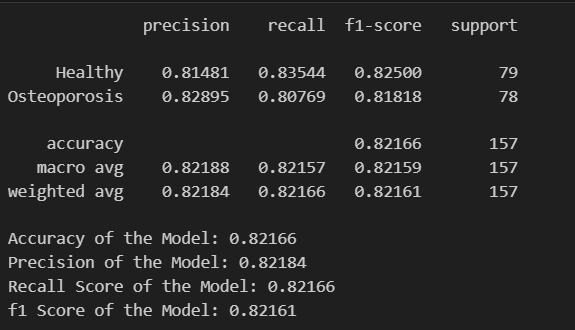 precision recall f1-score support
Healthy 0.81481 0.83544 0.82500 79
Osteoporosis 0.82895 0.80769 0.81818 78
accuracy 0.82166 157
macro avg 0.82188 0.82157 0.82159 157
weighted avg 0.82184 0.82166 0.82161 157
Accuracy of the Model: 0.82166
Precision of the Model: 0.82184
Recall Score of the Model: 0.82166
f1 Score of the Model: 0.82161